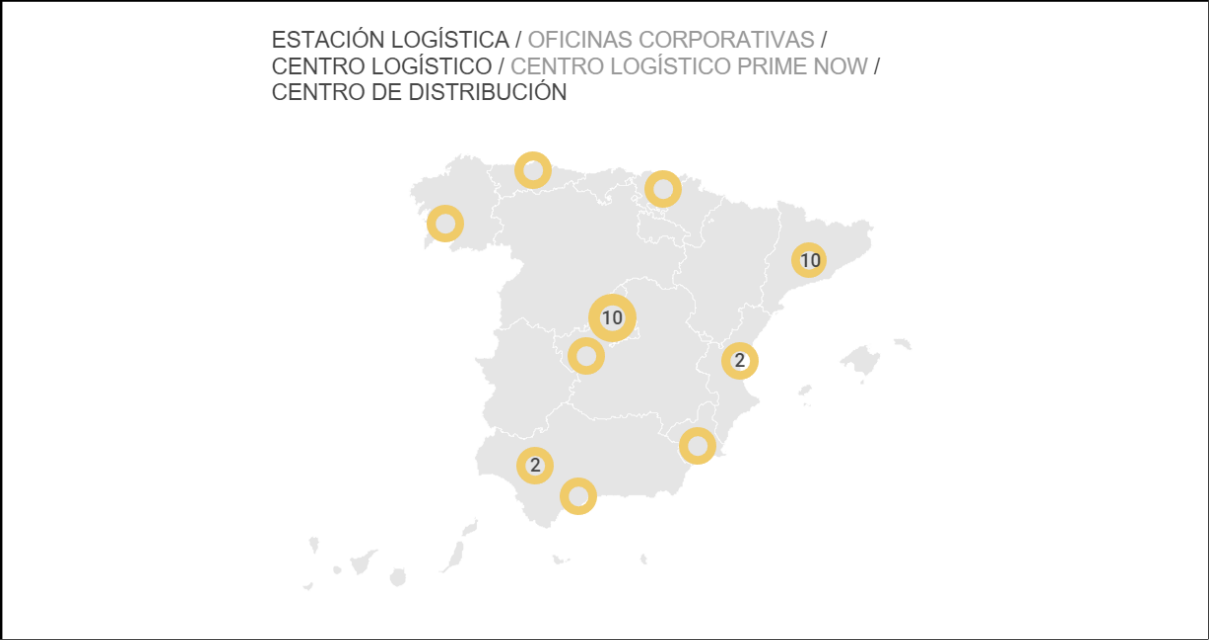 ESTACIÓN LOGÍSTICA / OFICINAS CORPORATIVAS /
CENTRO LOGÍSTICO / CENTRO LOGÍSTICO PRIME NOW /
CENTRO DE DISTRIBUCIÓN
10
10
2
2